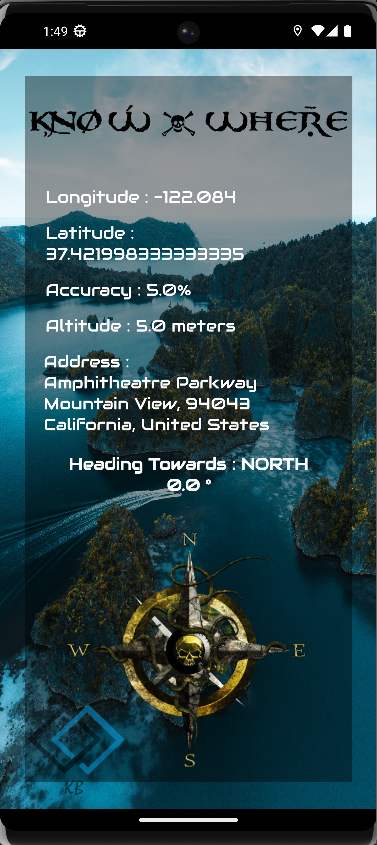 1:49
KNOW WHERE
Longitude : -122.084
Latitude :
37.421998333333335
Accuracy : 5.0%
Altitude : 5.0 meters
Address :
Amphitheatre Parkway
Mountain View, 94043
California, United States
Heading Towards : NORTH
0.0 °
N
W E
S
KB